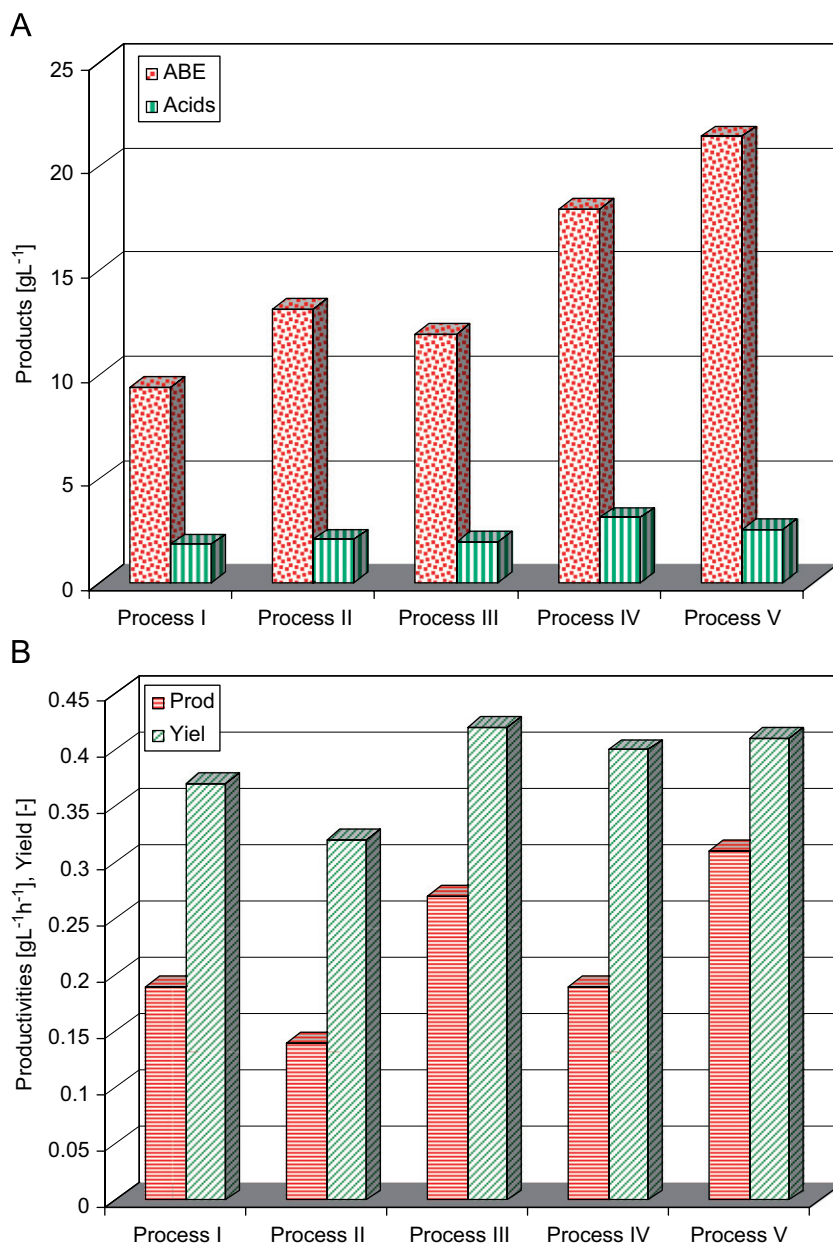 A
25
20
15
10
5
0
Products [gL⁻¹]
ABE
Acids
Process I Process II Process III Process IV Process V
B
0.45
0.4
0.35
0.3
0.25
0.2
0.15
0.1
0.05
0
Productivities [gL⁻¹h⁻¹], Yield [-]
Prod
Yiel
Process I Process II Process III Process IV Process V